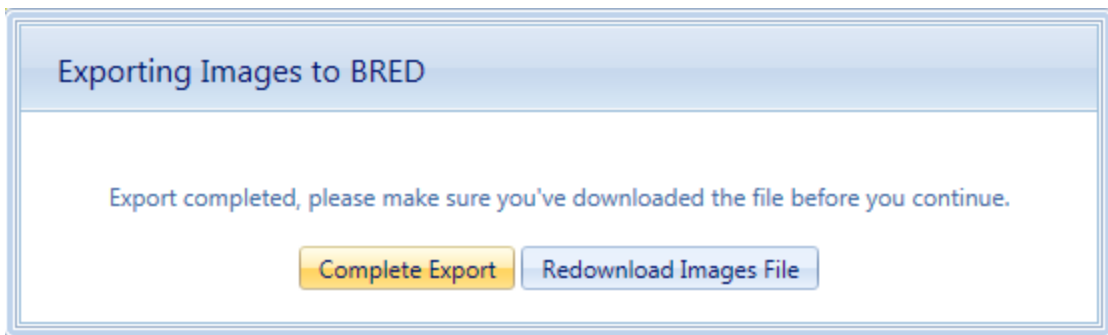 Exporting Images to BRED
Export completed, please make sure you've downloaded the file before you continue.
Complete Export
Redownload Images File